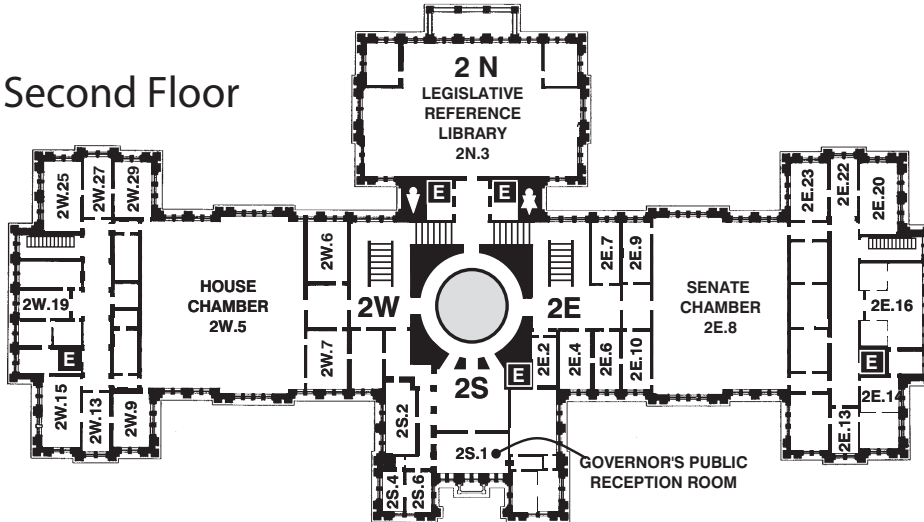 Second Floor
2 N
LEGISLATIVE
REFERENCE
LIBRARY
2N.3
E
E
2W.25
2W.27
2W.29
2E.23
2E.22
2E.20
2W.6
2E.7
2E.9
2W.19
HOUSE
CHAMBER
2W.5
2W
2E
SENATE
CHAMBER
2E.8
2E.16
E
2W.7
2S
E
2E.2
2E.4
2E.6
2E.10
E
2W.15
2W.13
2W.9
2S.2
2E.14
2E.13
2S.1
GOVERNOR'S PUBLIC
RECEPTION ROOM
2S.4
2S.6